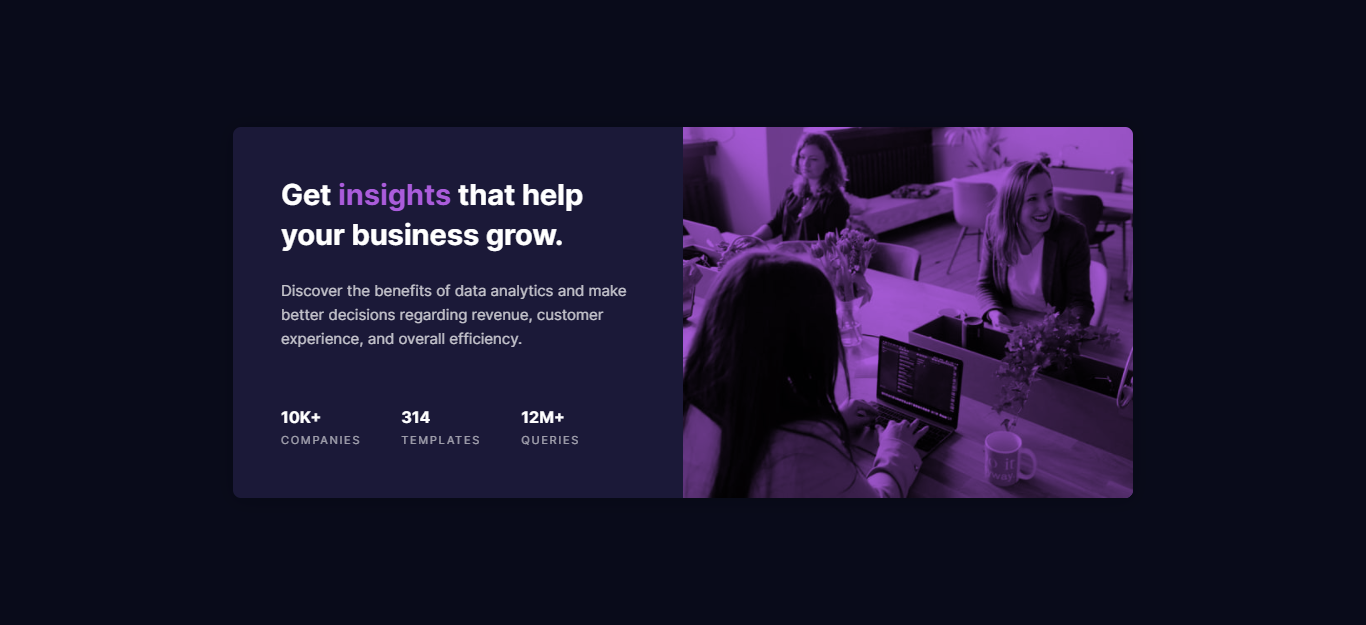 Get insights that help
your business grow.
Discover the benefits of data analytics and make
better decisions regarding revenue, customer
experience, and overall efficiency.
10K+ 314 12M+
COMPANIES TEMPLATES QUERIES